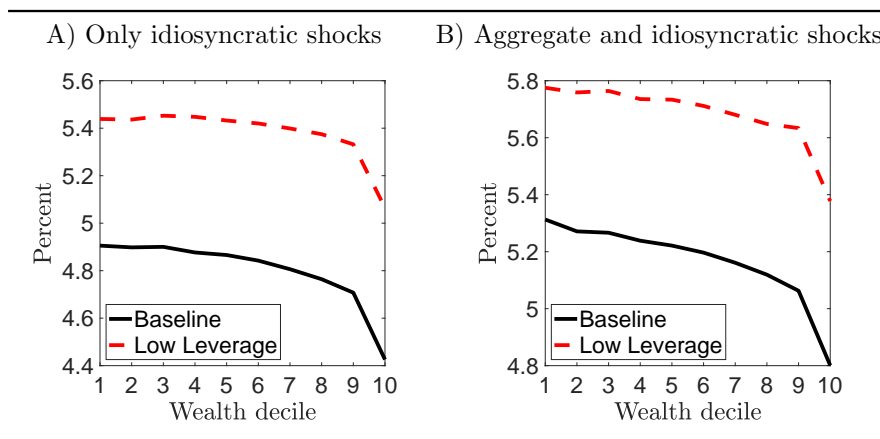 A) Only idiosyncratic shocks
5.6
5.4
5.2
5
4.8
4.6
4.4
Percent
Baseline
Low Leverage
1 2 3 4 5 6 7 8 9 10
Wealth decile
B) Aggregate and idiosyncratic shocks
5.8
5.6
5.4
5.2
5
4.8
Percent
Baseline
Low Leverage
1 2 3 4 5 6 7 8 9 10
Wealth decile